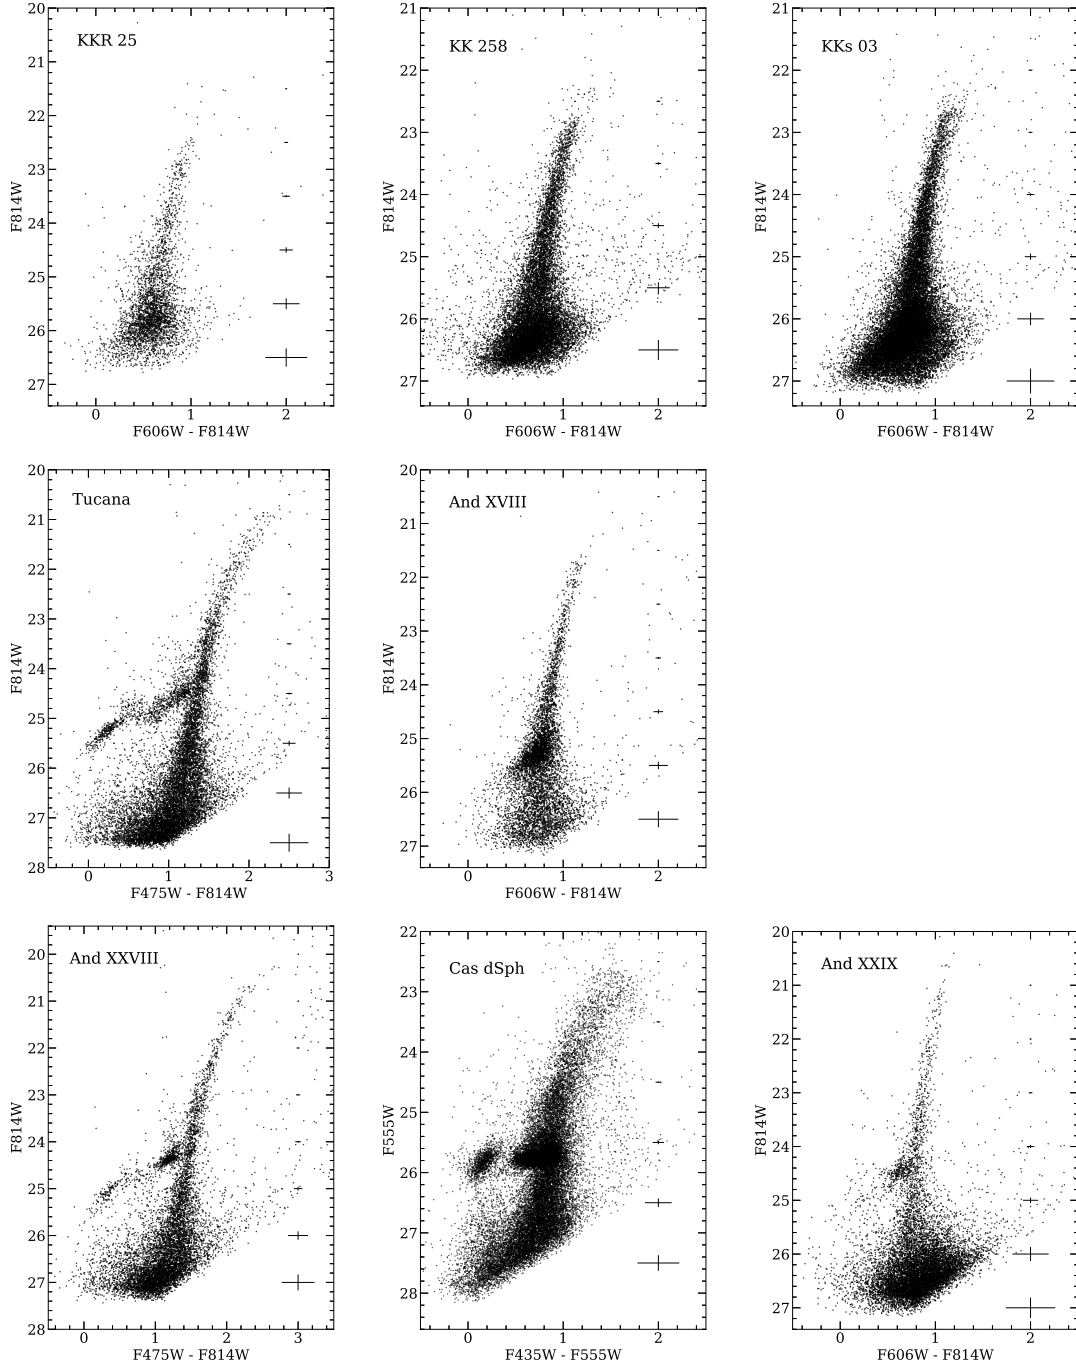 KKR 25
20
21
22
23
24
25
26
27
F814W
0 1 2
F606W - F814W
KK 258
21
22
23
24
25
26
27
F814W
0 1 2
F606W - F814W
KKs 03
21
22
23
24
25
26
27
F814W
0 1 2
F606W - F814W
Tucana
20
21
22
23
24
25
26
27
28
F814W
0 1 2 3
F475W - F814W
And XVIII
20
21
22
23
24
25
26
27
F814W
0 1 2
F606W - F814W
And XXVIII
20
21
22
23
24
25
26
27
28
F814W
0 1 2 3
F475W - F814W
Cas dSph
22
23
24
25
26
27
28
F555W
0 1 2
F435W - F555W
And XXIX
20
21
22
23
24
25
26
27
F814W
0 1 2
F606W - F814W